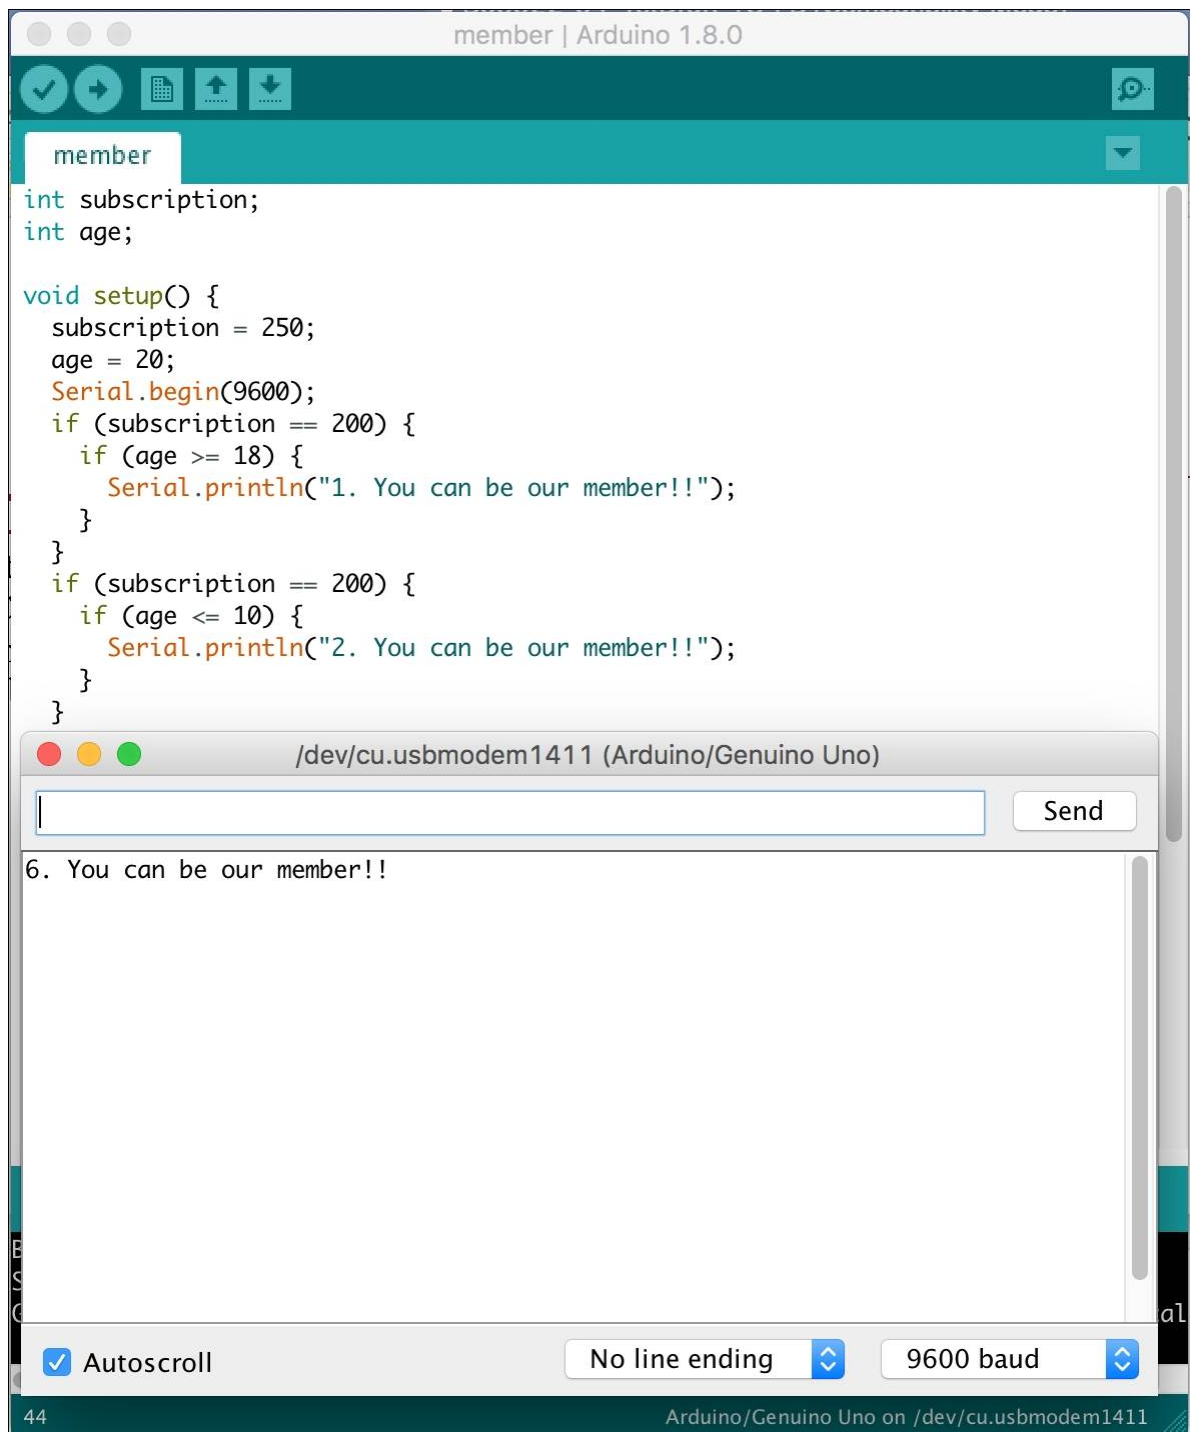 member | Arduino 1.8.0
member
int subscription;
int age;
void setup() {
  subscription = 250;
  age = 20;
  Serial.begin(9600);
  if (subscription == 200) {
    if (age >= 18) {
      Serial.println("1. You can be our member!!");
    }
  }
  if (subscription == 200) {
    if (age <= 10) {
      Serial.println("2. You can be our member!!");
    }
  }
/dev/cu.usbmodem1411 (Arduino/Genuino Uno)
Send
6. You can be our member!!
Autoscroll
No line ending
9600 baud
44
Arduino/Genuino Uno on /dev/cu.usbmodem1411